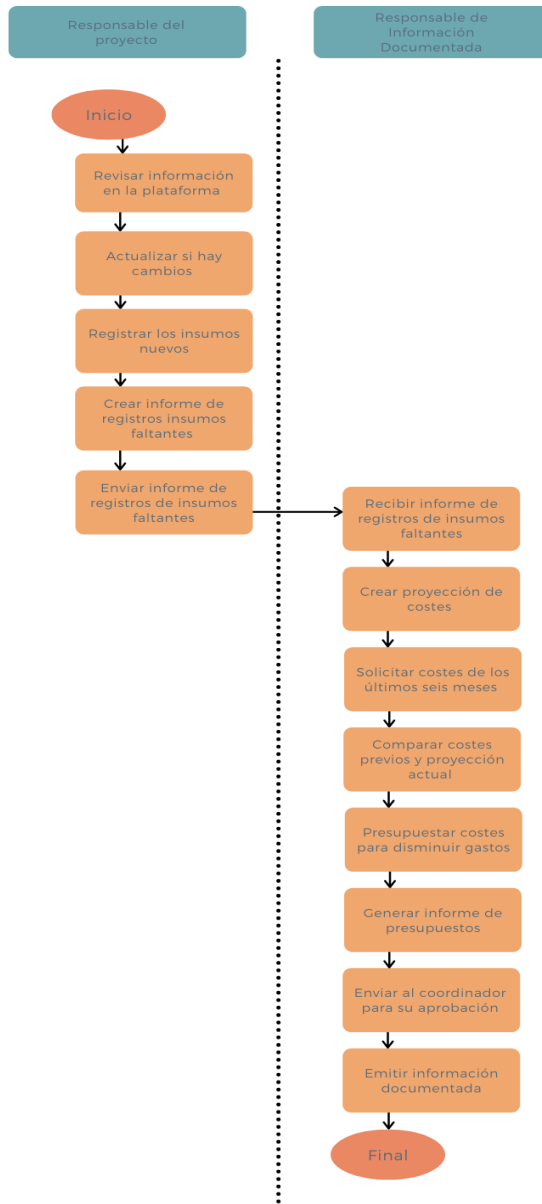 Responsable del
proyecto
Responsable de
Información
Documentada
Inicio
Revisar información
en la plataforma
Actualizar si hay
cambios
Registrar los insumos
nuevos
Crear informe de
registros insumos
faltantes
Enviar informe de
registros de insumos
faltantes
Recibir informe de
registros de insumos
faltantes
Crear proyección de
costes
Solicitar costes de los
últimos seis meses
Comparar costes
previos y proyección
actual
Presupuestar costes
para disminuir gastos
Generar informe de
presupuestos
Enviar al coordinador
para su aprobación
Emitir información
documentada
Final